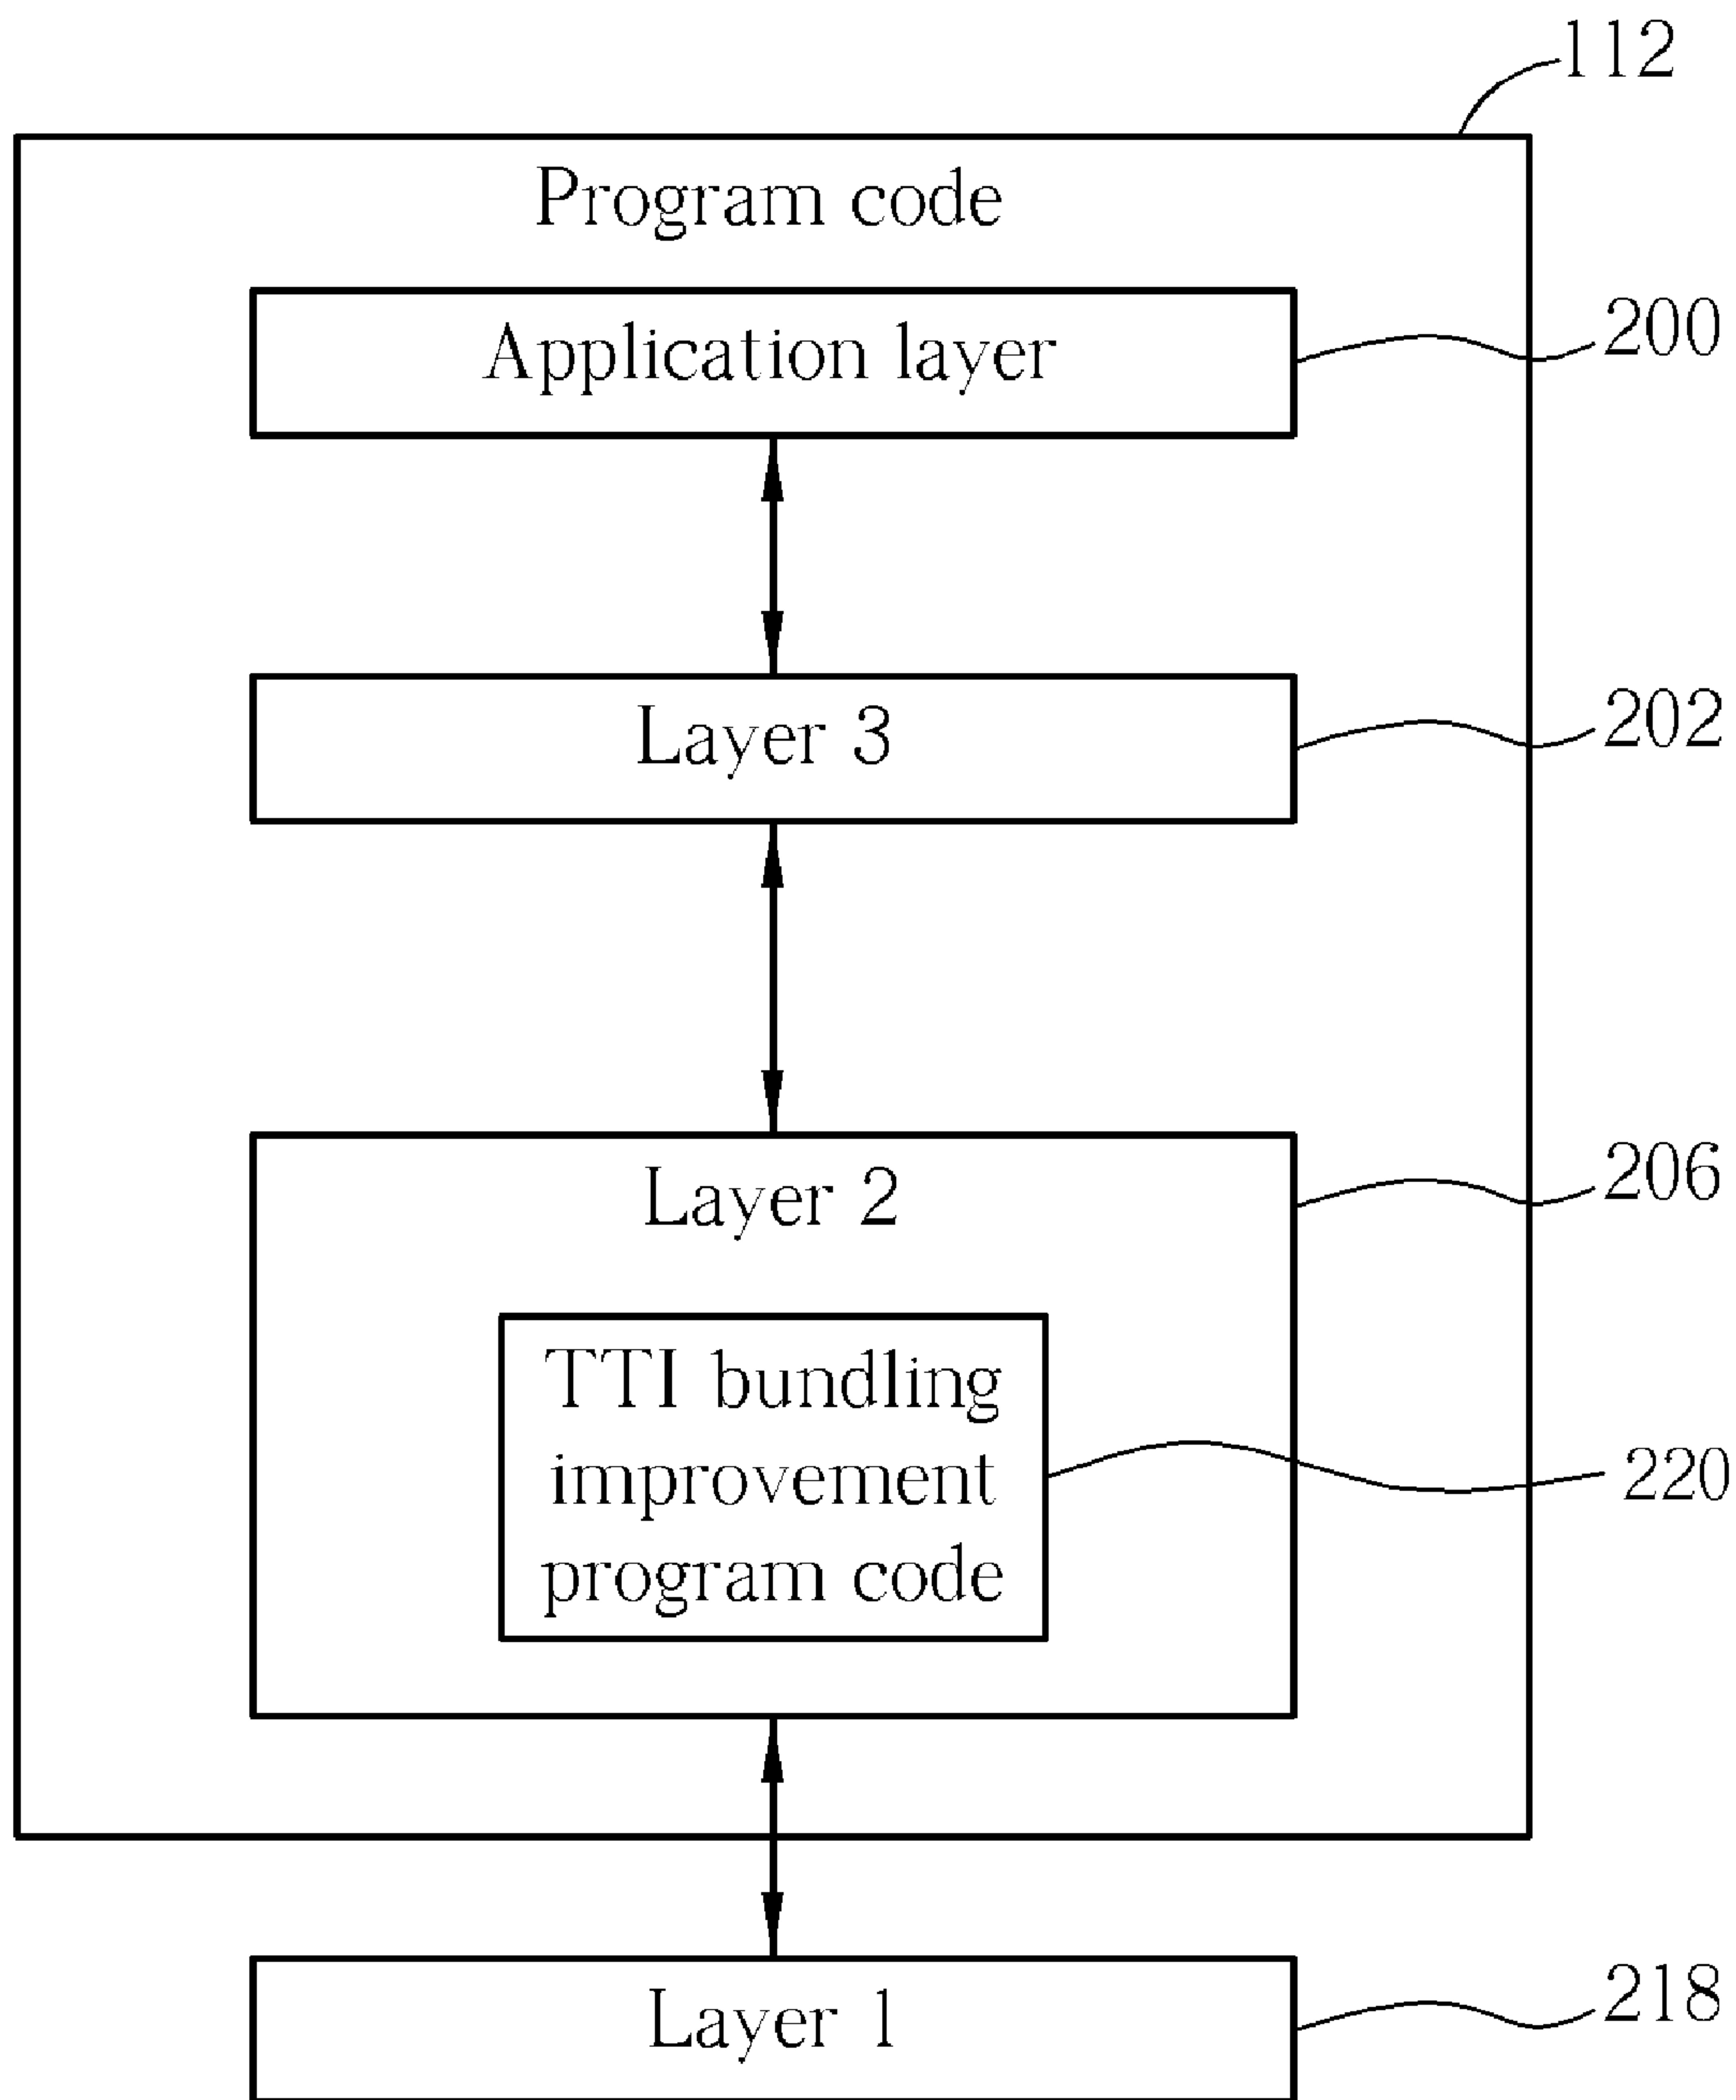 112
Program code
Application layer
200
Layer 3
202
Layer 2
206
TTI bundling
improvement
program code
220
Layer 1
218